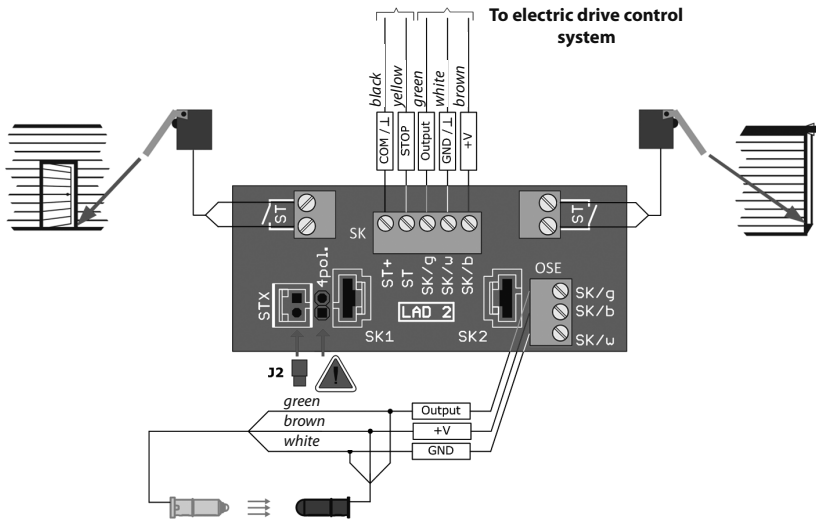 To electric drive control
system
black
yellow
green
white
brown
COM / ⊥
STOP
Output
GND / ⊥
+V
ST
SK
ST
ST+
ST
SK/g
SK/w
SK/b
OSE
SK/g
SK/b
SK/w
STX
4pol.
SK1
LAD 2
SK2
J2
!
green
Output
brown
+V
white
GND